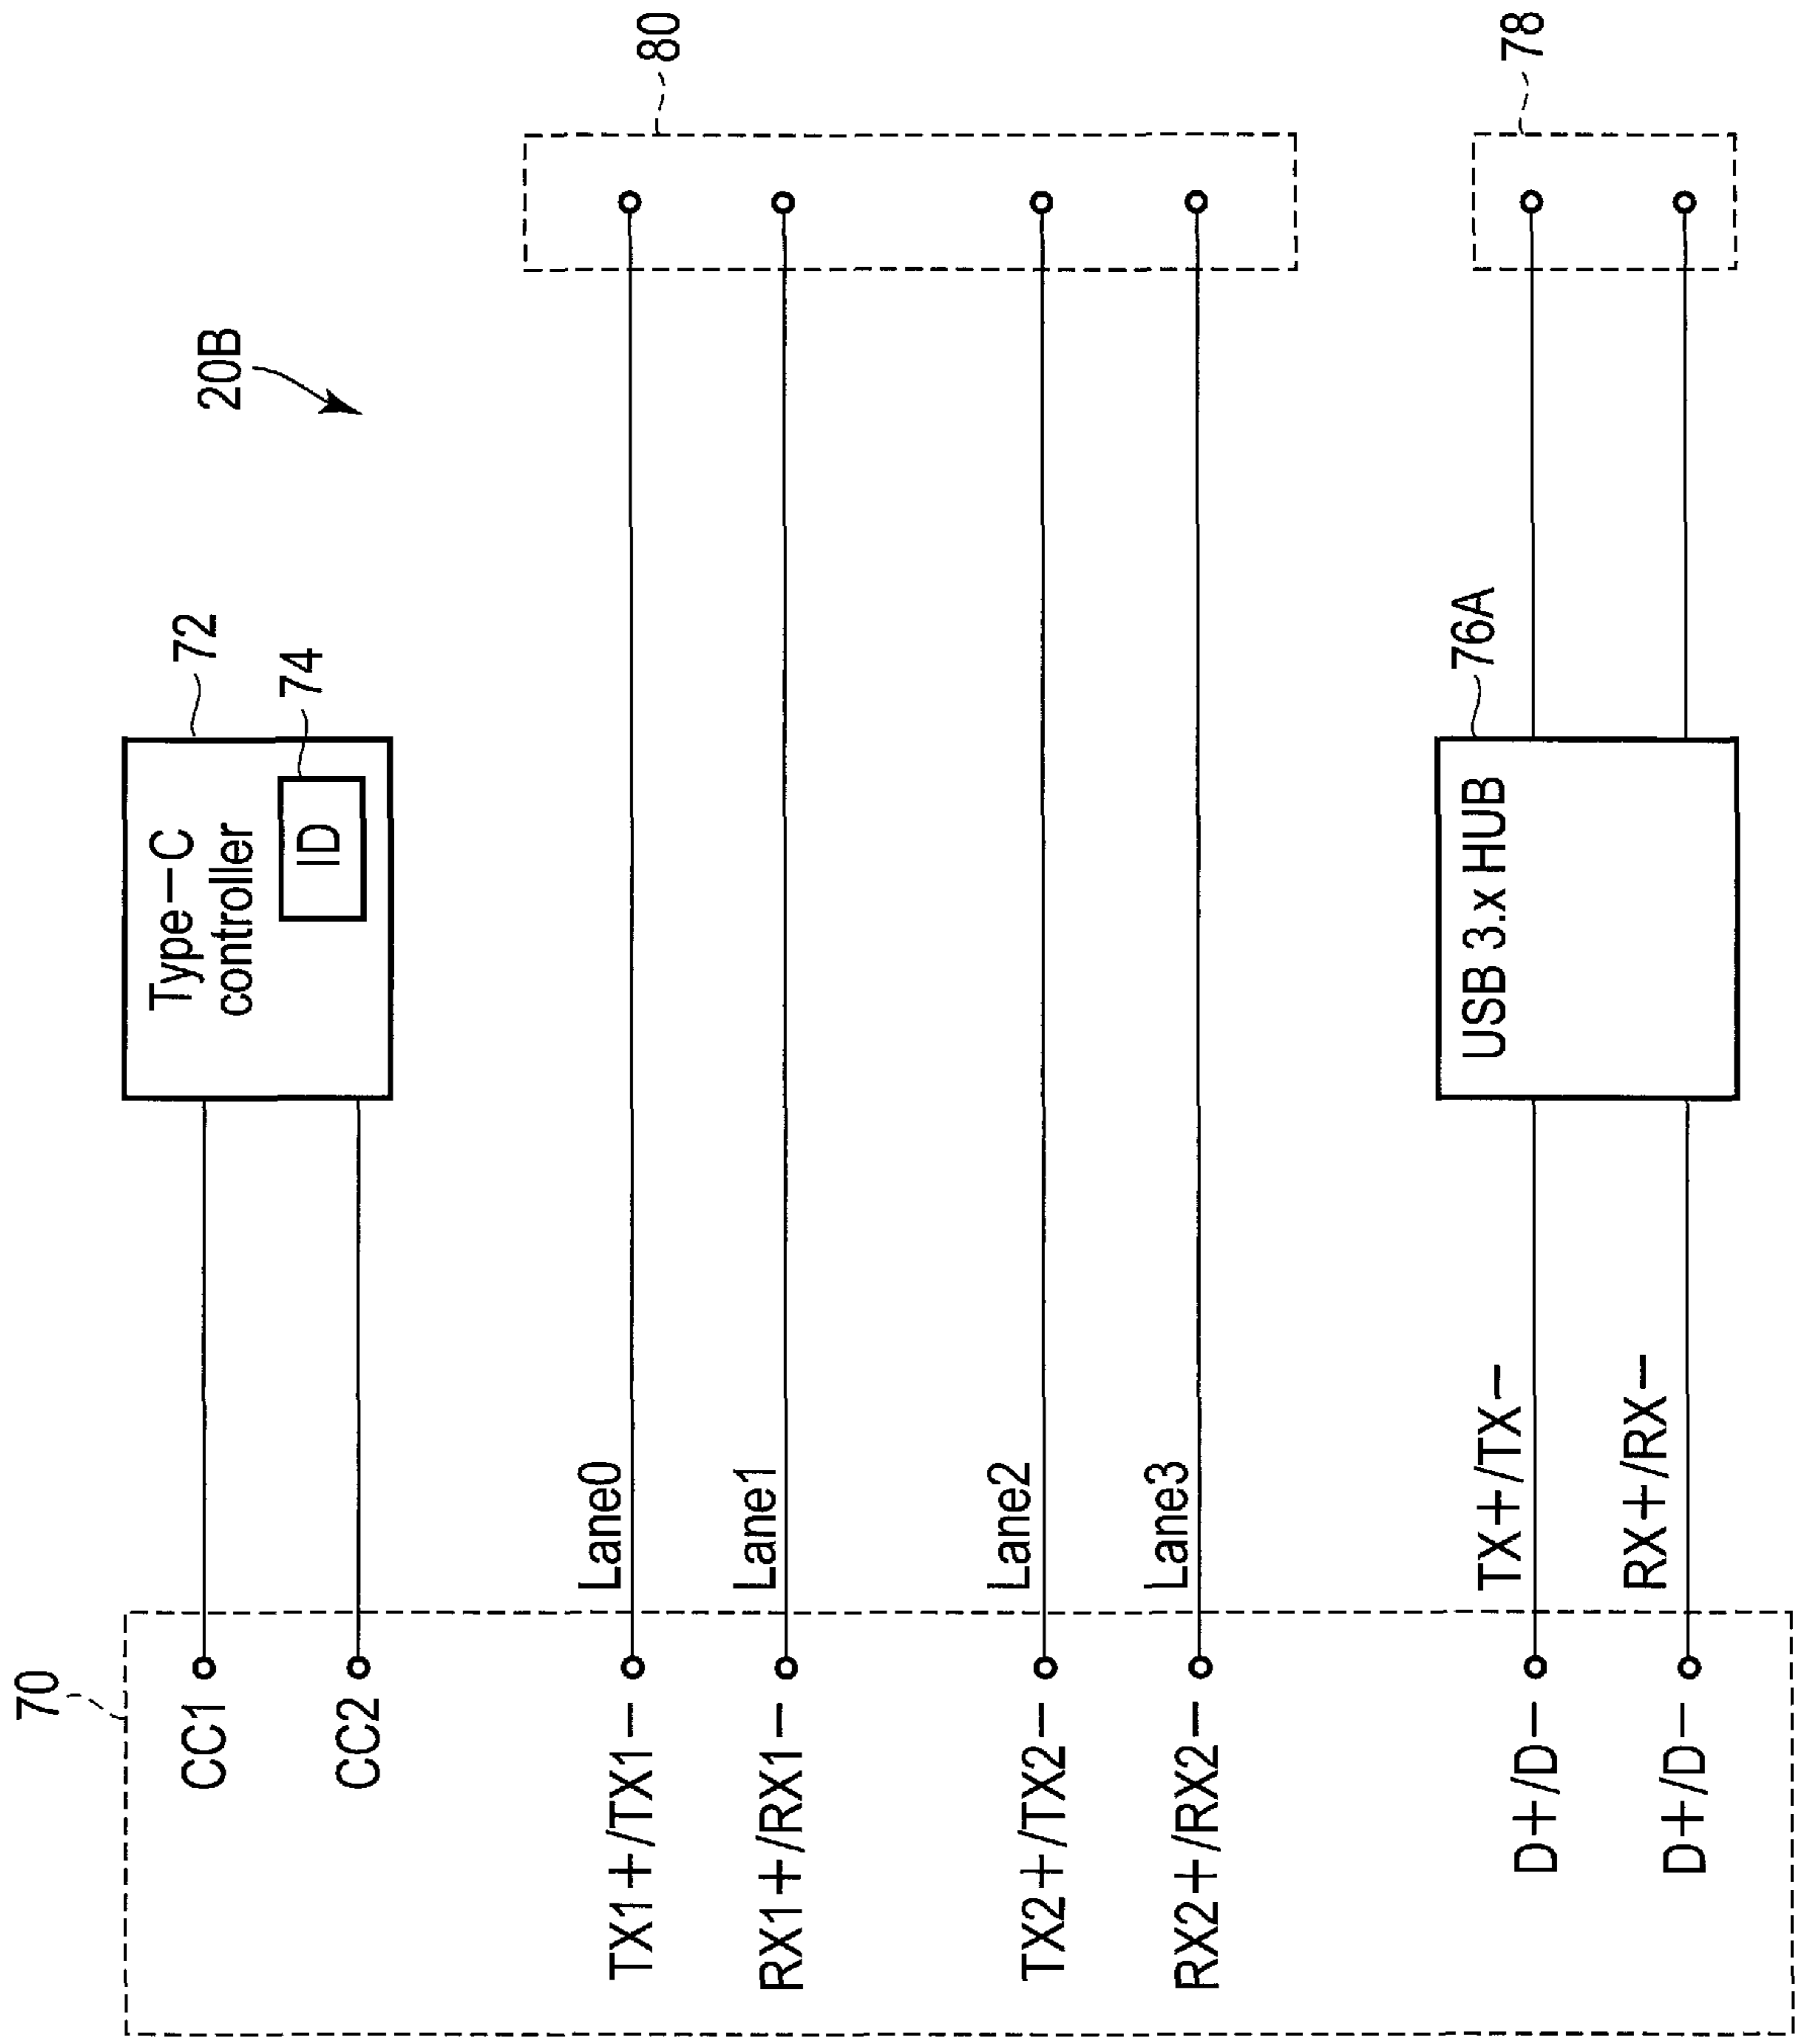 20B
70
CC1
CC2
72
Type-C
controller
74
ID
80
TX1+/TX1-
Lane0
RX1+/RX1-
Lane1
TX2+/TX2-
Lane2
RX2+/RX2-
Lane3
D+/D-
TX+/TX-
D+/D-
RX+/RX-
76A
USB 3.x HUB
78